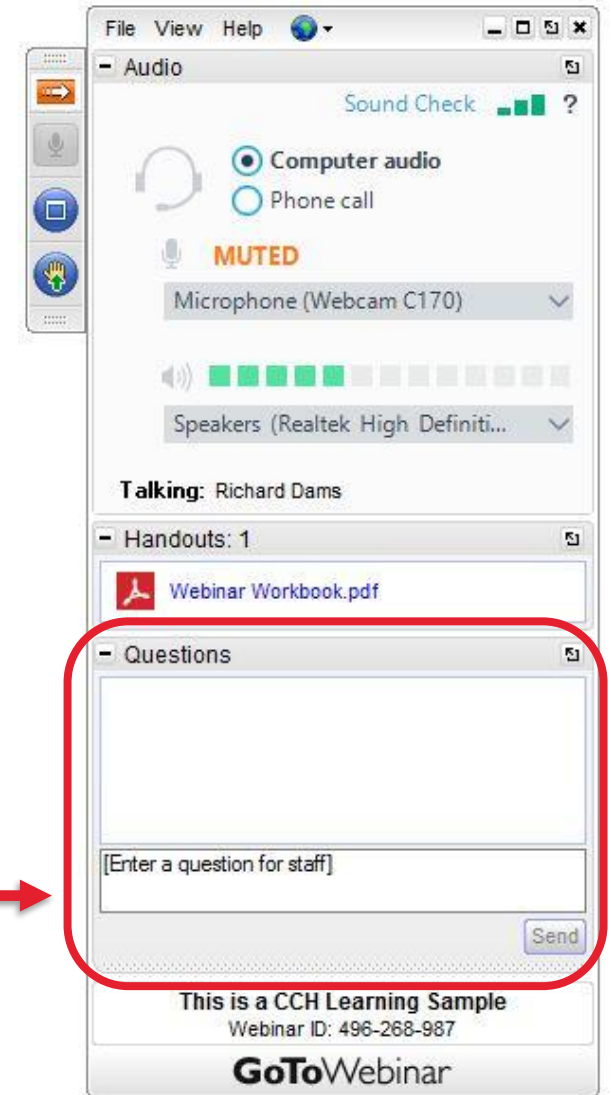 File View Help
Audio
Sound Check ?
Computer audio
Phone call
MUTED
Microphone (Webcam C170)
Speakers (Realtek High Definiti...
Talking: Richard Dams
Handouts: 1
Webinar Workbook.pdf
Questions
[Enter a question for staff]
Send
This is a CCH Learning Sample
Webinar ID: 496-268-987
GoToWebinar